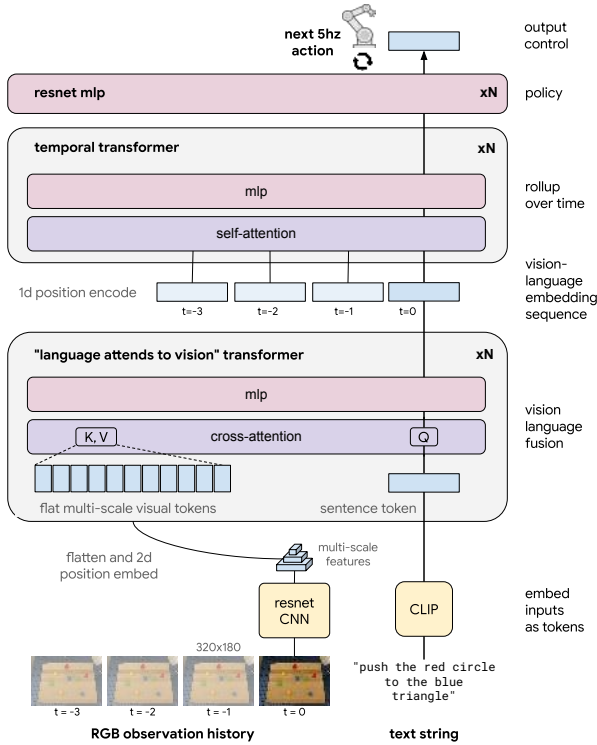 next 5hz
action
output
control
resnet mlp
xN
policy
temporal transformer
xN
mlp
self-attention
rollup
over time
1d position encode
t=-3
t=-2
t=-1
t=0
vision-
language
embedding
sequence
"language attends to vision" transformer
xN
mlp
K, V
cross-attention
Q
vision
language
fusion
flat multi-scale visual tokens
sentence token
flatten and 2d
position embed
multi-scale
features
resnet
CNN
CLIP
embed
inputs
as tokens
320x180
t = -3
t = -2
t = -1
t = 0
"push the red circle
to the blue
triangle"
RGB observation history
text string